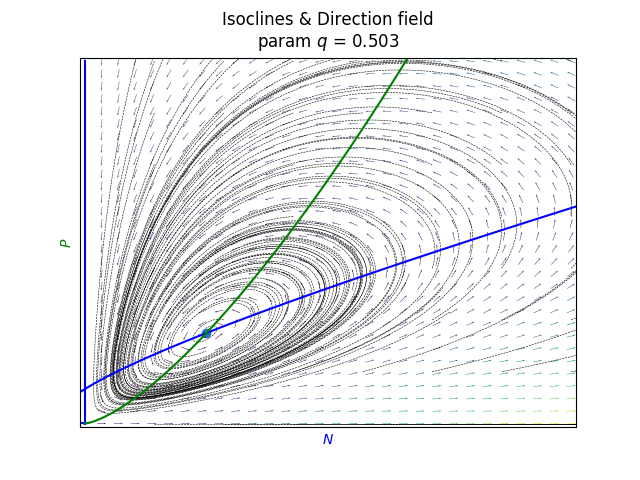 Isoclines & Direction field
param q = 0.503
P
N